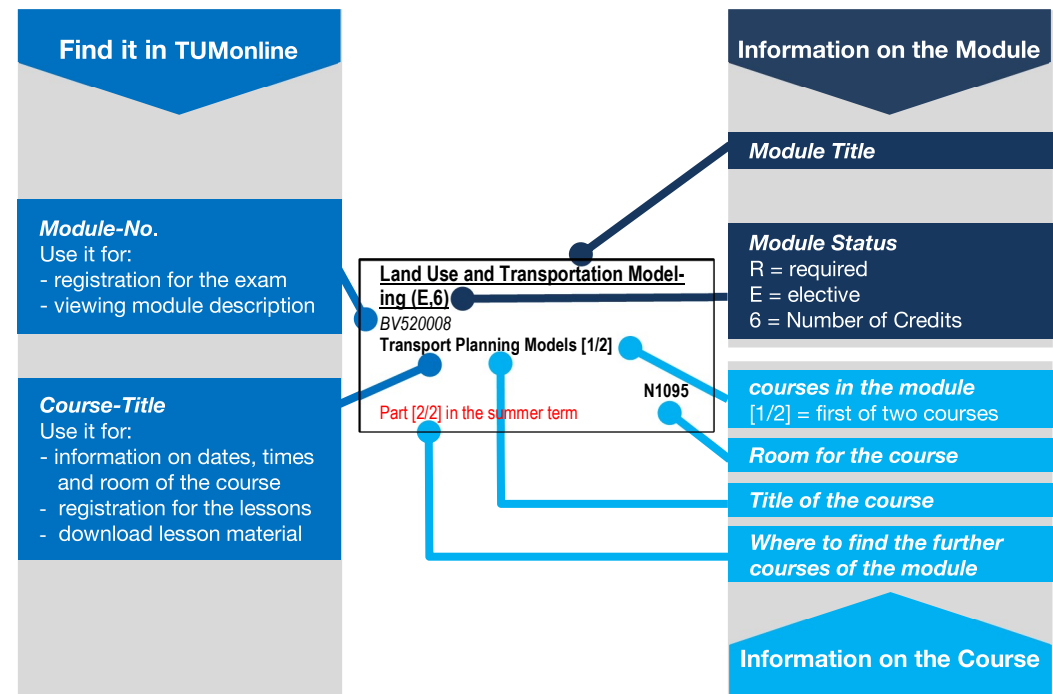 Find it in TUMonline
Module-No.
Use it for:
- registration for the exam
- viewing module description
Course-Title
Use it for:
- information on dates, times
and room of the course
- registration for the lessons
- download lesson material
Land Use and Transportation Model-
ing (E,6)
BV520008
Transport Planning Models [1/2]
N1095
Part [2/2] in the summer term
Information on the Module
Module Title
Module Status
R = required
E = elective
6 = Number of Credits
courses in the module
[1/2] = first of two courses
Room for the course
Title of the course
Where to find the further
courses of the module
Information on the Course